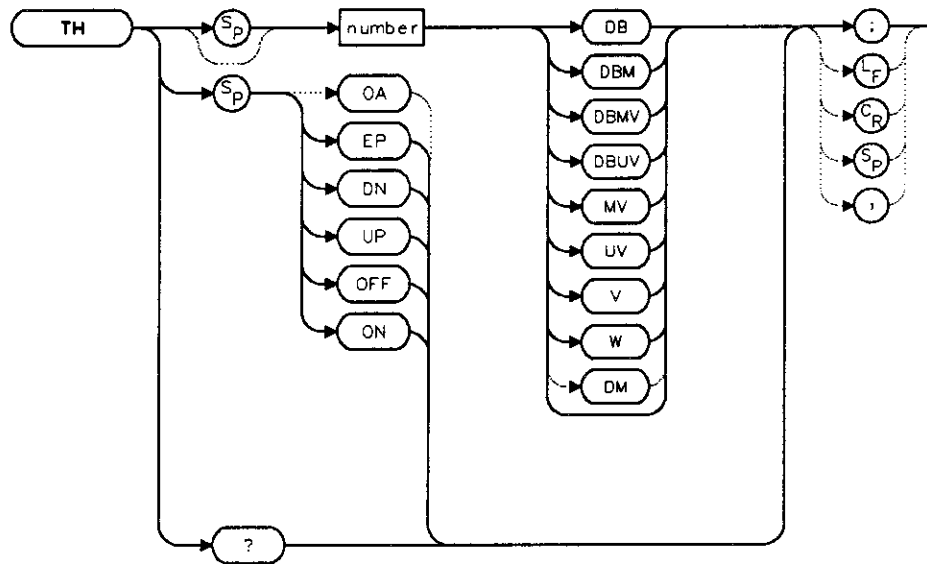 TH
SP
number
DB
;
DBM
LF
SP
OA
DBMV
CR
EP
DBUV
SP
DN
MV
,
UP
UV
OFF
V
ON
W
DM
?